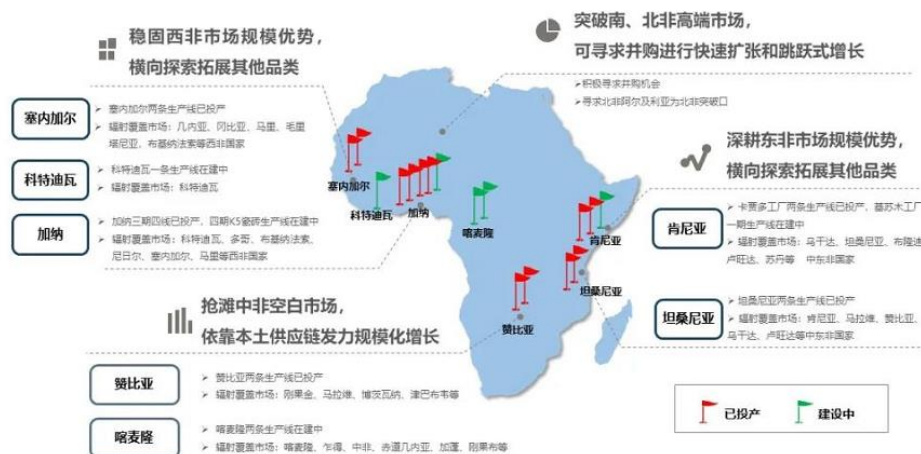 稳固西非市场规模优势，
横向探索拓展其他品类
塞内加尔
塞内加尔两条生产线已投产
辐射覆盖市场：几内亚、冈比亚、马里、毛里
塔尼亚、布基纳法索等西非国家
科特迪瓦
科特迪瓦一条生产线在建中
辐射覆盖市场：科特迪瓦
加纳
加纳三期四线已投产，四期K5瓷砖生产线在建中
辐射覆盖市场：科特迪瓦、多哥、布基纳法索、
尼日尔、塞内加尔、马里等西非国家
突破南、北非高端市场，
可寻求并购进行快速扩张和跳跃式增长
积极寻求并购机会
寻求北非阿尔及利亚为北非突破口
深耕东非市场规模优势，
横向探索拓展其他品类
肯尼亚
卡贾多工厂两条生产线已投产、基苏木工厂
一期生产线在建中
辐射覆盖市场：乌干达、坦桑尼亚、布隆迪
卢旺达、苏丹等 中东非国家
坦桑尼亚
坦桑尼亚两条生产线已投产
辐射覆盖市场：肯尼亚、马拉维、赞比亚、
乌干达、卢旺达等中东非国家
塞内加尔
科特迪瓦
加纳
喀麦隆
肯尼亚
坦桑尼亚
赞比亚
抢滩中非空白市场，
依靠本土供应链发力规模化增长
赞比亚
赞比亚两条生产线已投产
辐射覆盖市场：刚果金、马拉维、博茨瓦纳、津巴布韦等
喀麦隆
喀麦隆两条生产线在建中
辐射覆盖市场：喀麦隆、乍得、中非、赤道几内亚、加蓬、刚果布等
已投产
建设中